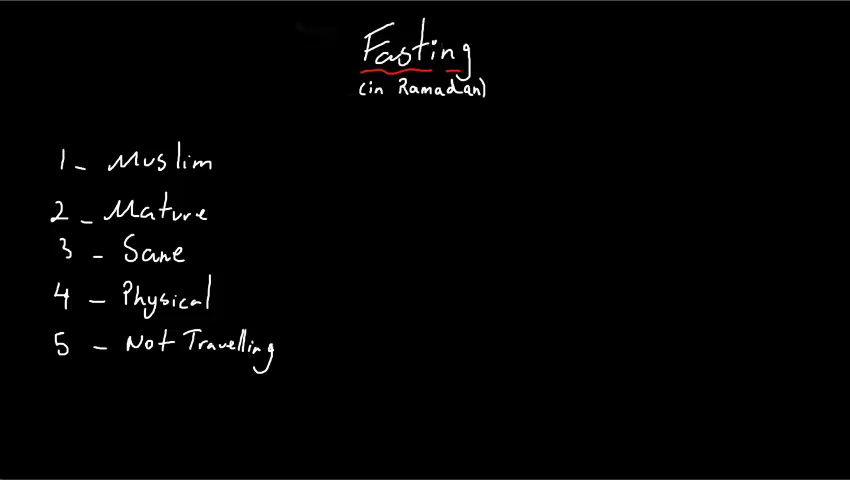 Fasting
(in Ramadan)
1- Muslim
2- Mature
3 - Sane
4 - Physical
5 - Not Travelling